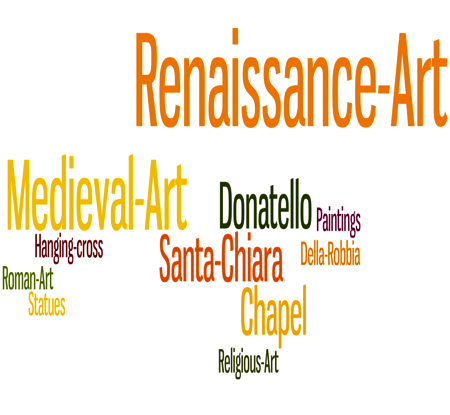 Renaissance-Art
Medieval-Art
Donatello
Paintings
Hanging-cross
Santa-Chiara
Della-Robbia
Roman-Art
Statues
Chapel
Religious-Art